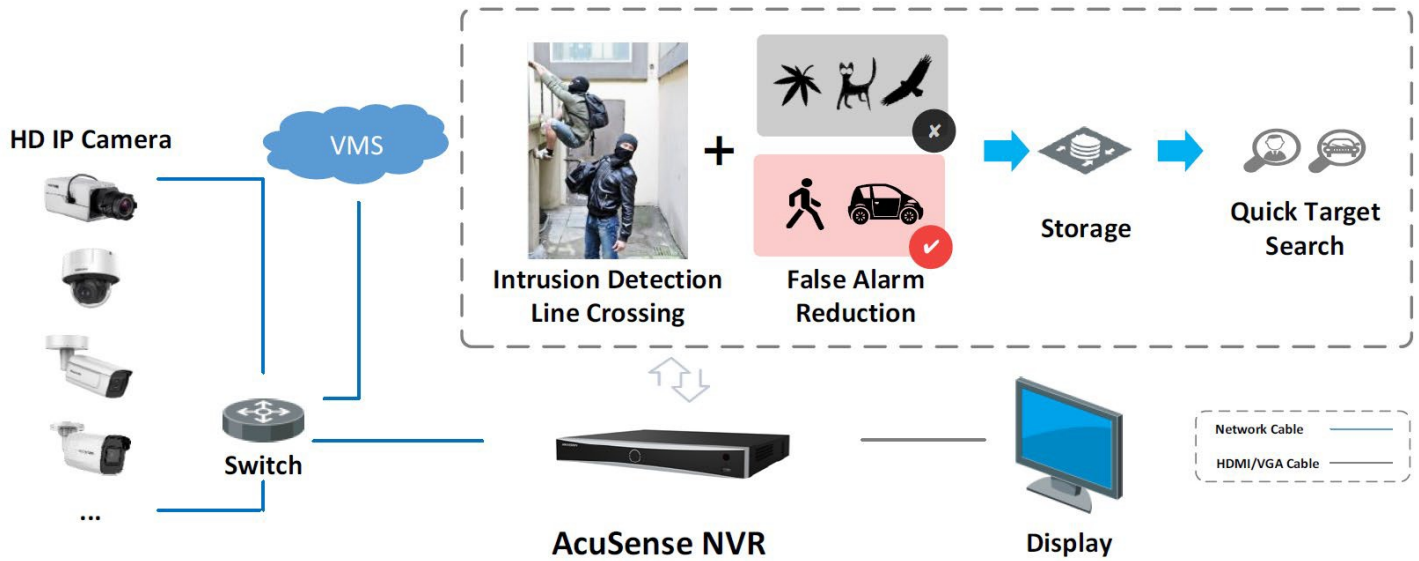 HD IP Camera
VMS
Intrusion Detection
Line Crossing
False Alarm
Reduction
Storage
Quick Target
Search
...
Switch
AcuSense NVR
Display
Network Cable
HDMI/VGA Cable